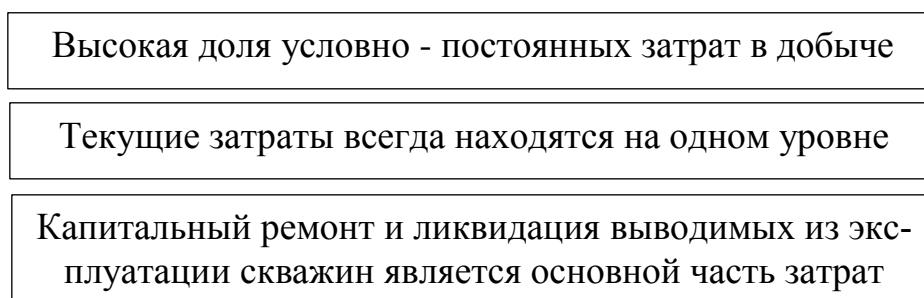 Высокая доля условно - постоянных затрат в добыче
Текущие затраты всегда находятся на одном уровне
Капитальный ремонт и ликвидация выводимых из экс-
плуатации скважин является основной часть затрат